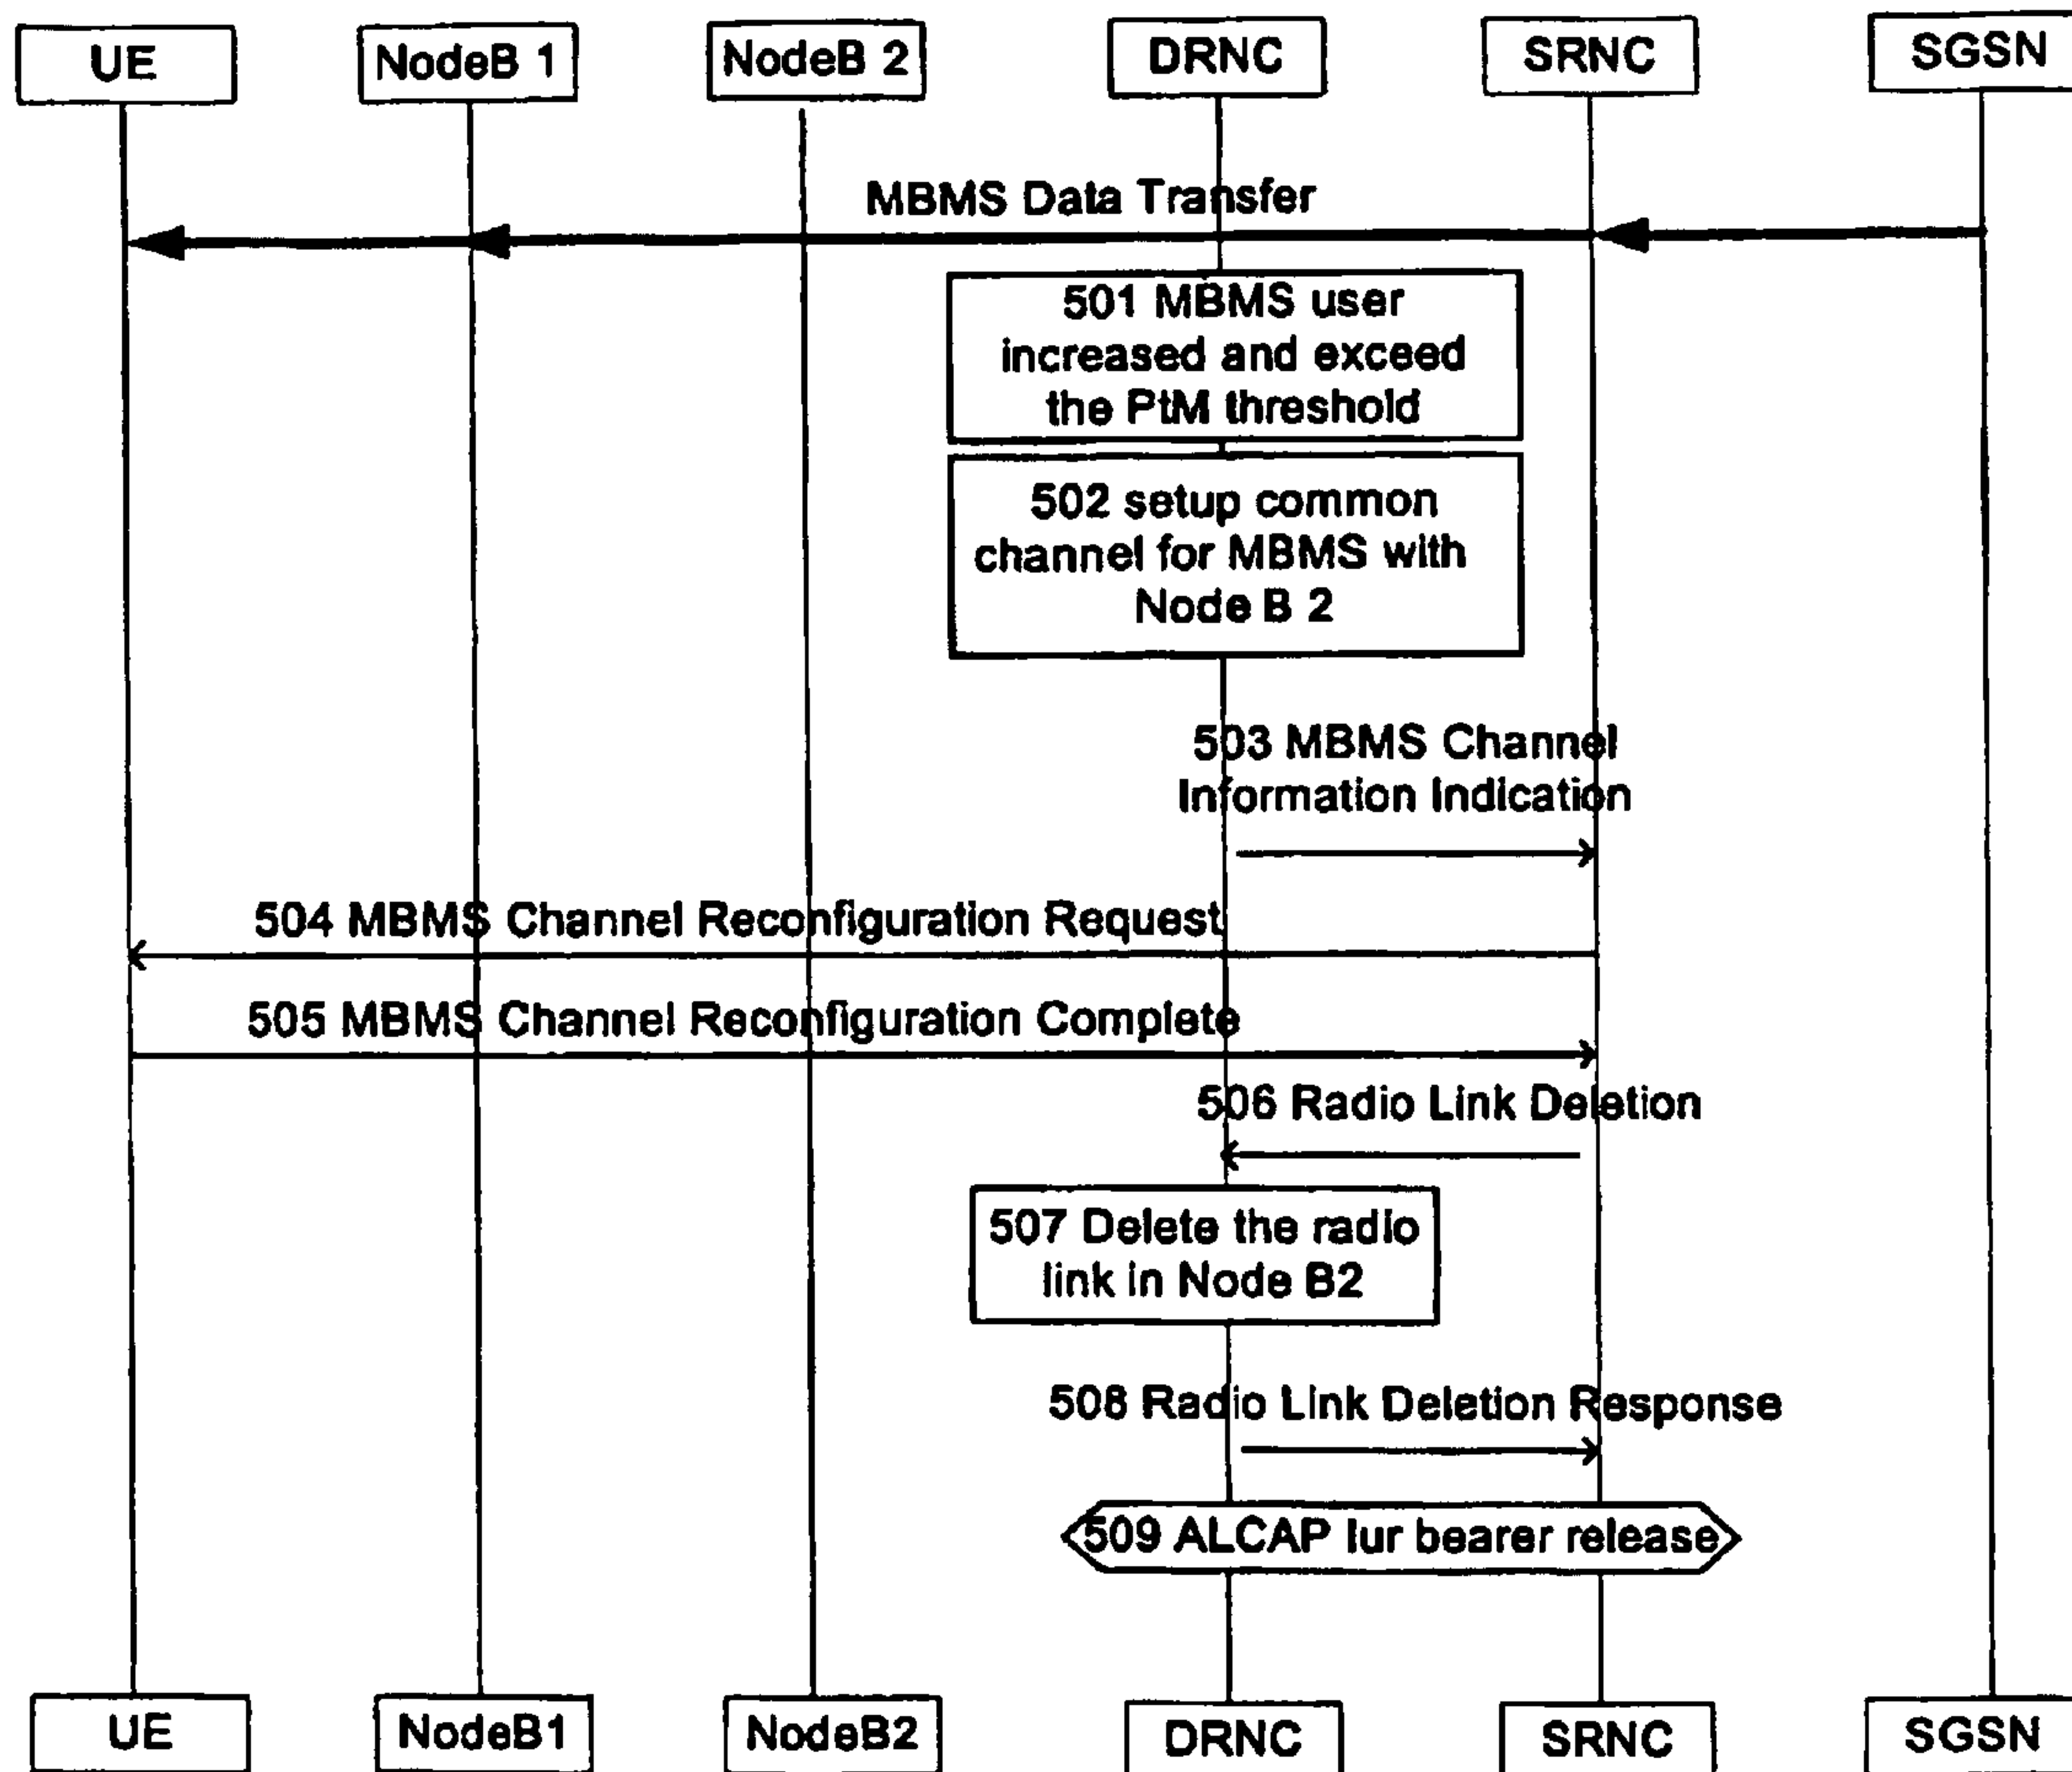 UE
NodeB 1
NodeB 2
DRNC
SRNC
SGSN
MBMS Data Transfer
501 MBMS user
increased and exceed
the PtM threshold
502 setup common
channel for MBMS with
Node B 2
503 MBMS Channel
Information Indication
504 MBMS Channel Reconfiguration Request
505 MBMS Channel Reconfiguration Complete
506 Radio Link Deletion
507 Delete the radio
link in Node B2
508 Radio Link Deletion Response
509 ALCAP Iur bearer release
UE
NodeB1
NodeB2
DRNC
SRNC
SGSN